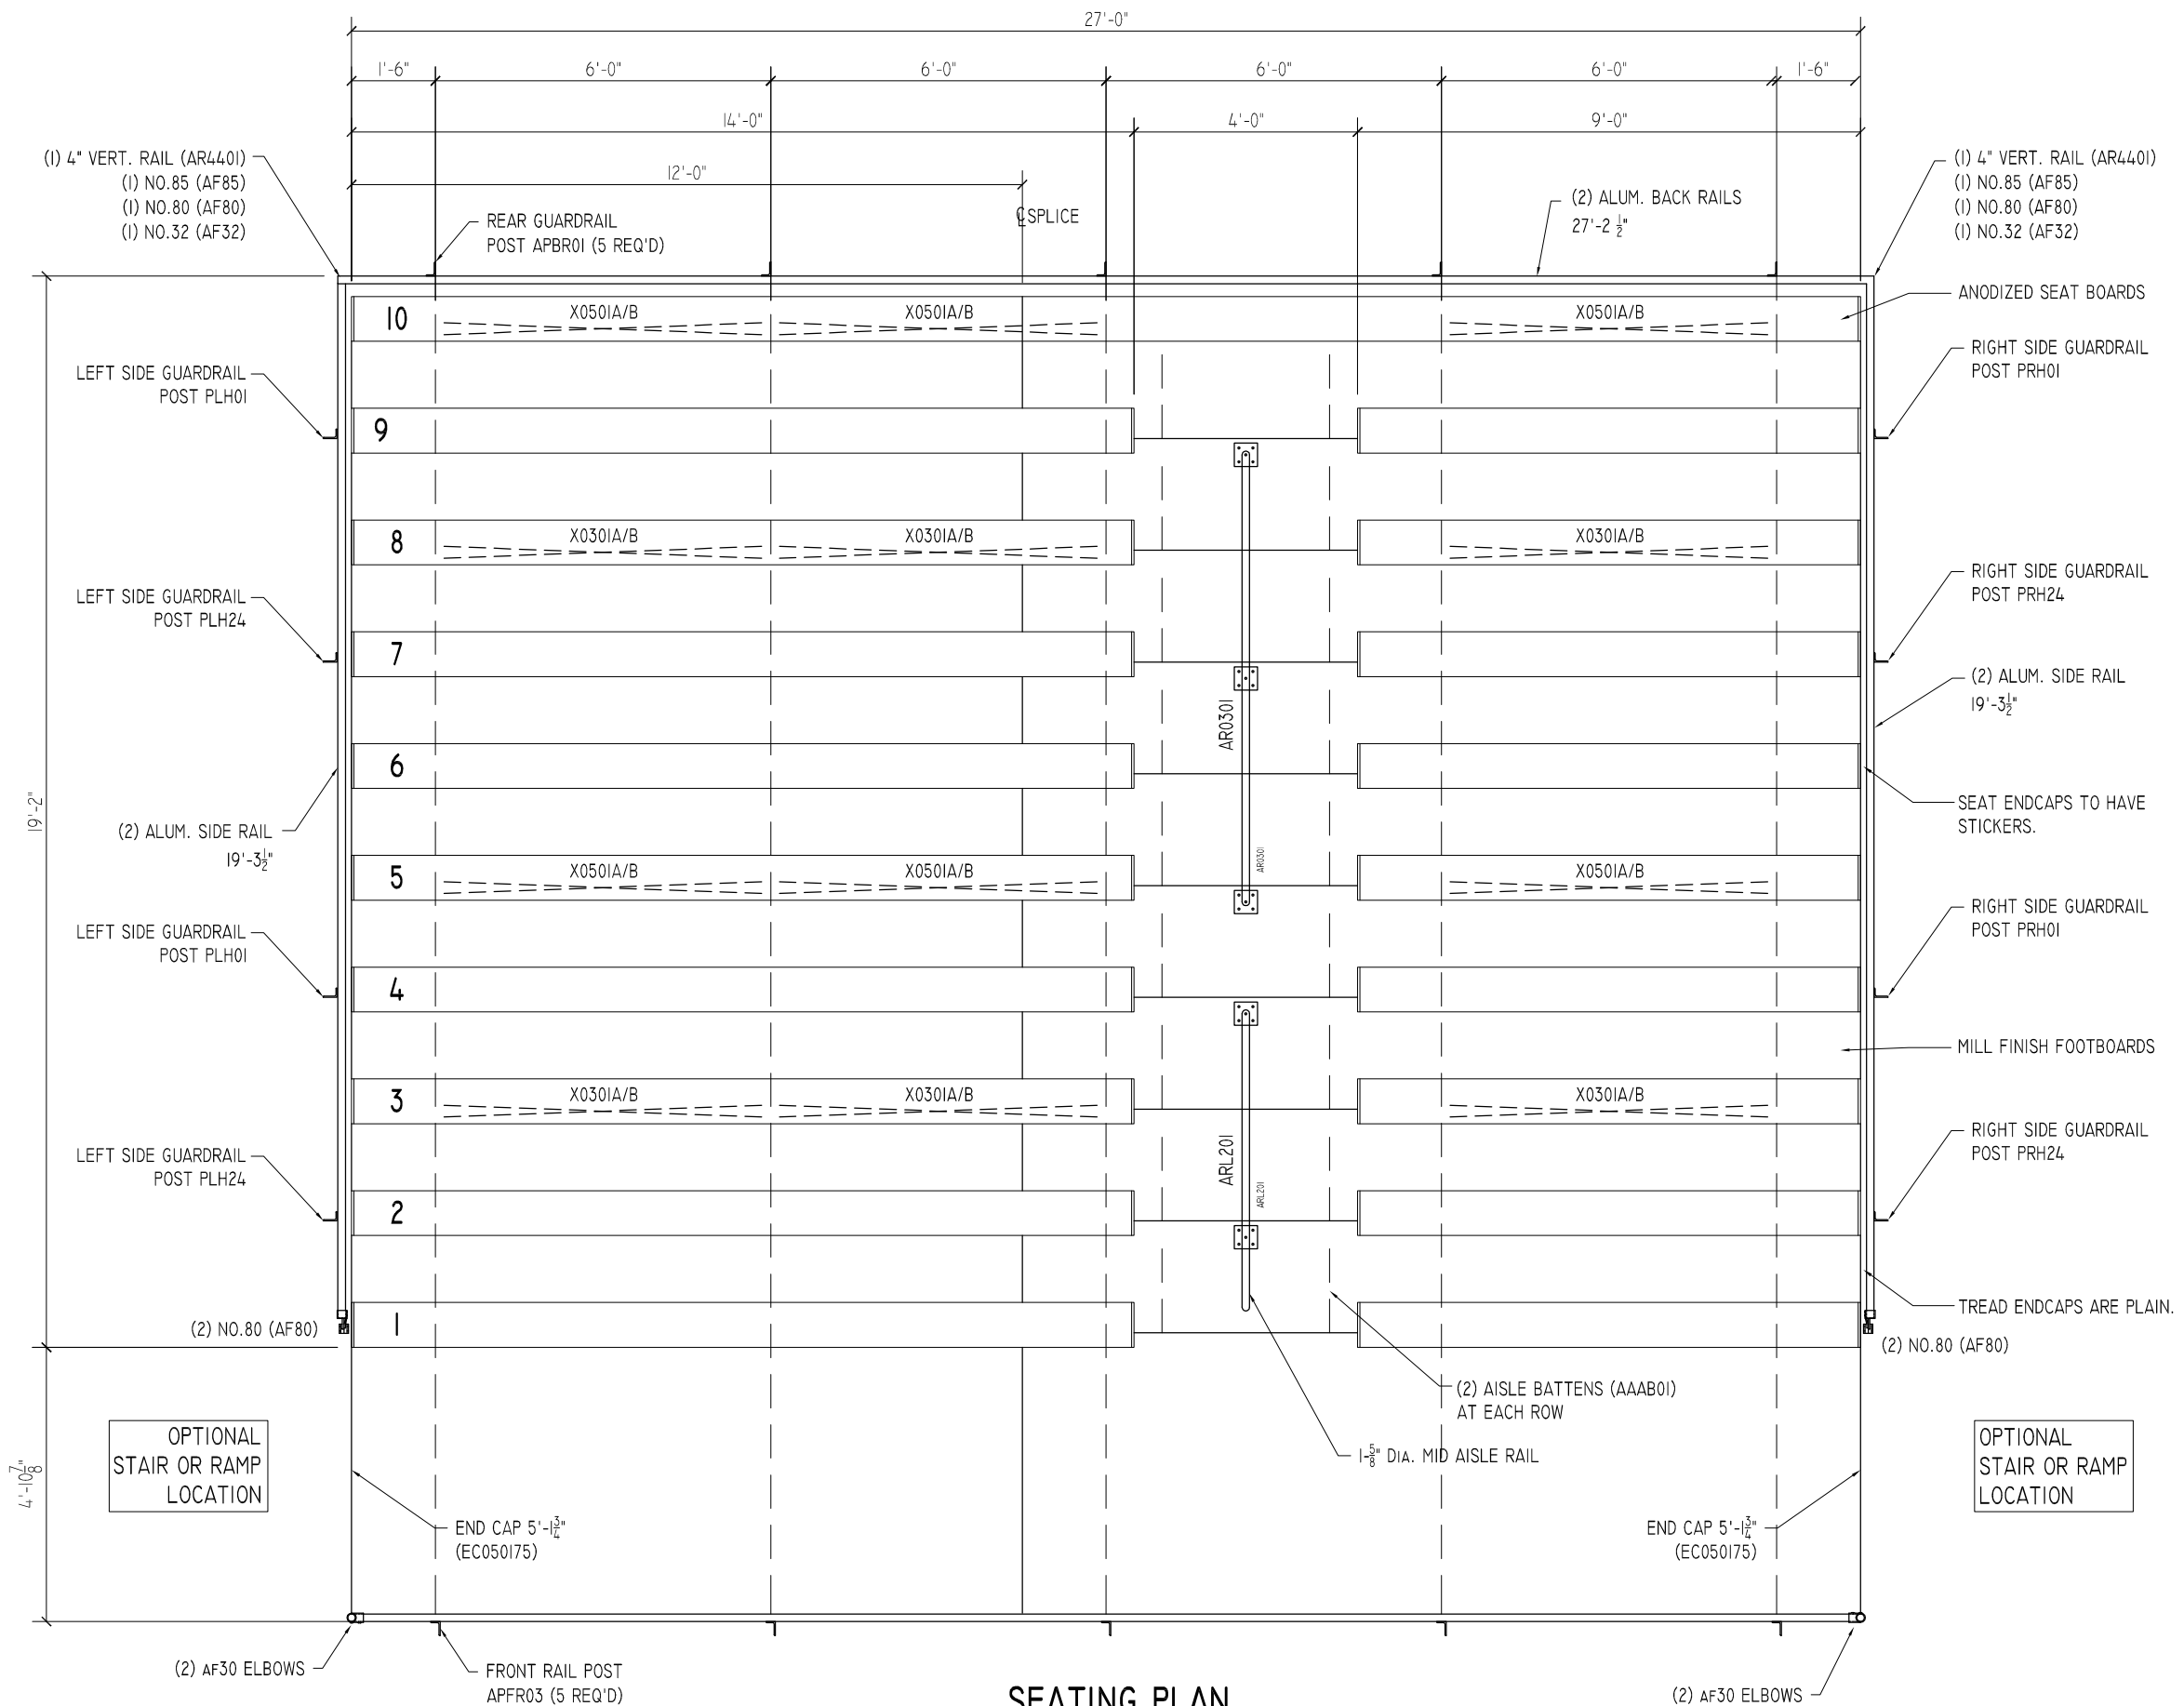 27'-0"
1'-6"
6'-0"
6'-0"
6'-0"
6'-0"
1'-6"
14'-0"
4'-0"
9'-0"
12'-0"
(1) 4" VERT. RAIL (AR4401)
(1) NO.85 (AF85)
(1) NO.80 (AF80)
(1) NO.32 (AF32)
REAR GUARDRAIL
POST APBR01 (5 REQ'D)
℄ SPLICE
(2) ALUM. BACK RAILS
27'-2 1/2"
(1) 4" VERT. RAIL (AR4401)
(1) NO.85 (AF85)
(1) NO.80 (AF80)
(1) NO.32 (AF32)
ANODIZED SEAT BOARDS
10
X0501A/B
X0501A/B
X0501A/B
LEFT SIDE GUARDRAIL
POST PLH01
RIGHT SIDE GUARDRAIL
POST PRH01
9
8
X0301A/B
X0301A/B
X0301A/B
LEFT SIDE GUARDRAIL
POST PLH24
RIGHT SIDE GUARDRAIL
POST PRH24
7
(2) ALUM. SIDE RAIL
19'-3 1/2"
AR0301
6
19'-2"
(2) ALUM. SIDE RAIL
19'-3 1/2"
SEAT ENDCAPS TO HAVE
STICKERS.
AR0301
5
X0501A/B
X0501A/B
X0501A/B
LEFT SIDE GUARDRAIL
POST PLH01
RIGHT SIDE GUARDRAIL
POST PRH01
4
MILL FINISH FOOTBOARDS
3
X0301A/B
X0301A/B
X0301A/B
LEFT SIDE GUARDRAIL
POST PLH24
RIGHT SIDE GUARDRAIL
POST PRH24
ARL201
ARL201
2
TREAD ENDCAPS ARE PLAIN.
(2) NO.80 (AF80)
1
(2) NO.80 (AF80)
(2) AISLE BATTENS (AAAB01)
AT EACH ROW
1-5/8" DIA. MID AISLE RAIL
OPTIONAL
STAIR OR RAMP
LOCATION
OPTIONAL
STAIR OR RAMP
LOCATION
4'-10 7/8"
END CAP 5'-1 3/4"
(EC050175)
END CAP 5'-1 3/4"
(EC050175)
(2) AF30 ELBOWS
FRONT RAIL POST
APFR03 (5 REQ'D)
SEATING PLAN
(2) AF30 ELBOWS